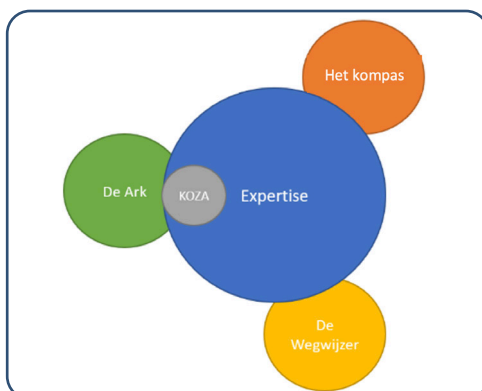 Het kompas
De Ark
KOZA
Expertise
De
Wegwijzer